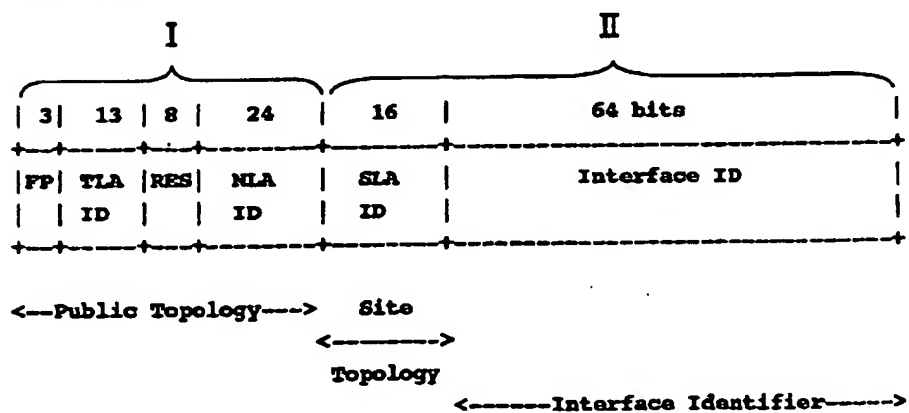 I II
| 3| 13 | 8 | 24 | 16 | 64 bits |
+--+-----+---+--------+--------+--------------------------------+
|FP| TLA |RES| NLA | SLA | Interface ID |
| | ID | | ID | ID | |
+--+-----+---+--------+--------+--------------------------------+
<--Public Topology---> Site
<-------->
Topology
<------Interface Identifier----->